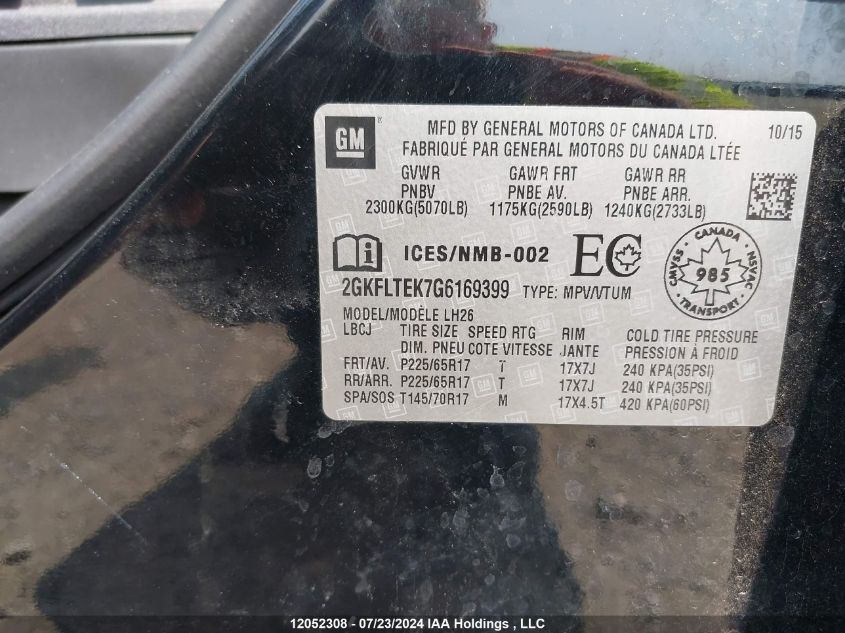 GM ®
MFD BY GENERAL MOTORS OF CANADA LTD. 10/15
FABRIQUÉ PAR GENERAL MOTORS DU CANADA LTÉE
GVWR GAWR FRT GAWR RR
PNBV PNBE AV. PNBE ARR.
2300KG(5070LB) 1175KG(2590LB) 1240KG(2733LB)
i ICES/NMB-002 EC
CANADA
CMVSS 985 NSVAC
TRANSPORT
2GKFLTEK7G6169399 TYPE: MPV/VTUM
MODEL/MODÈLE LH26
LBCJ TIRE SIZE SPEED RTG RIM COLD TIRE PRESSURE
DIM. PNEU COTE VITESSE JANTE PRESSION À FROID
FRT/AV. P225/65R17 T 17X7J 240 KPA(35PSI)
RR/ARR. P225/65R17 T 17X7J 240 KPA(35PSI)
SPA/SOS T145/70R17 M 17X4.5T 420 KPA(60PSI)
12052308 - 07/23/2024 IAA Holdings , LLC